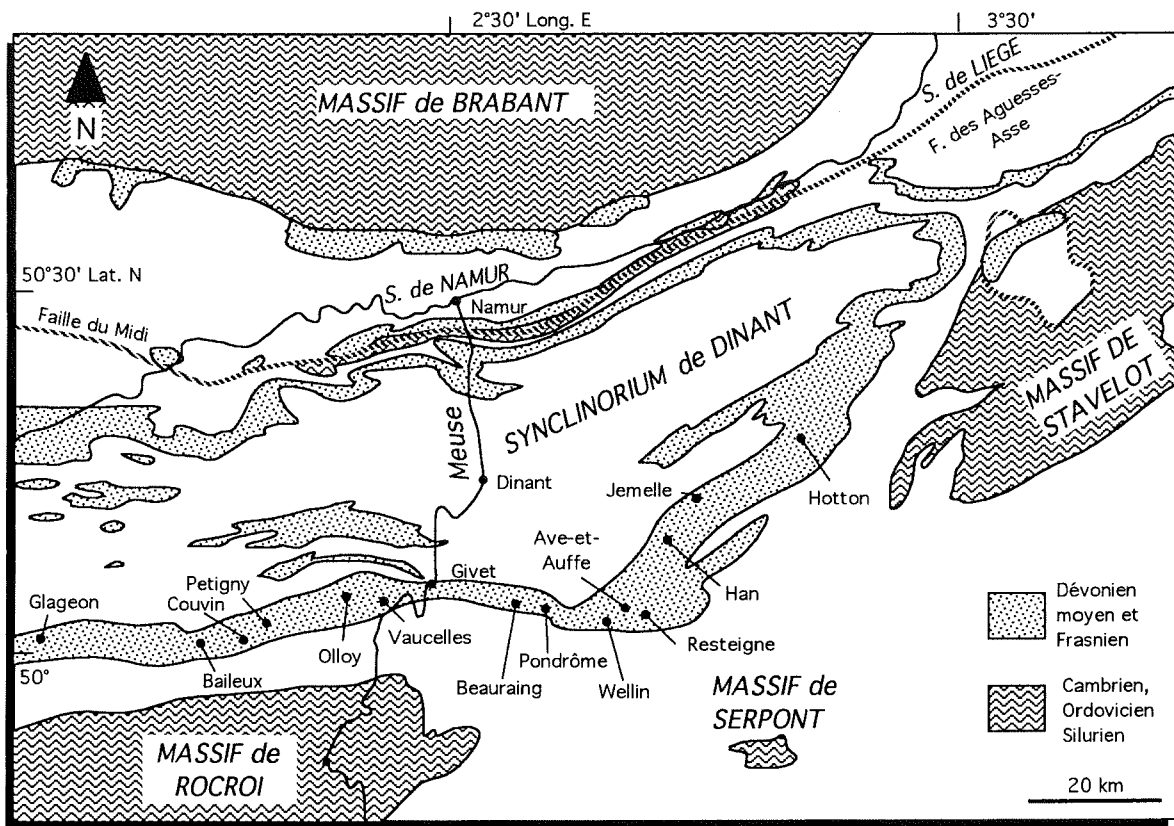 2°30' Long. E
3°30'
N
MASSIF de BRABANT
S. de LIEGE
F. des Aguesses-
Asse
50°30' Lat. N
S. de NAMUR
Namur
Faille du Midi
MASSIF DE
STAVELOT
SYNCLINORIUM de DINANT
Meuse
Dinant
Jemelle
Hotton
Ave-et-
Auffe
Han
Givet
Petigny
Couvin
Glageon
Olloy
Vaucelles
Baileux
50°
Beauraing
Pondrôme
Wellin
Resteigne
Dévonien
moyen et
Frasnien
Cambrien,
Ordovicien
Silurien
MASSIF de
SERPONT
MASSIF de
ROCROI
20 km